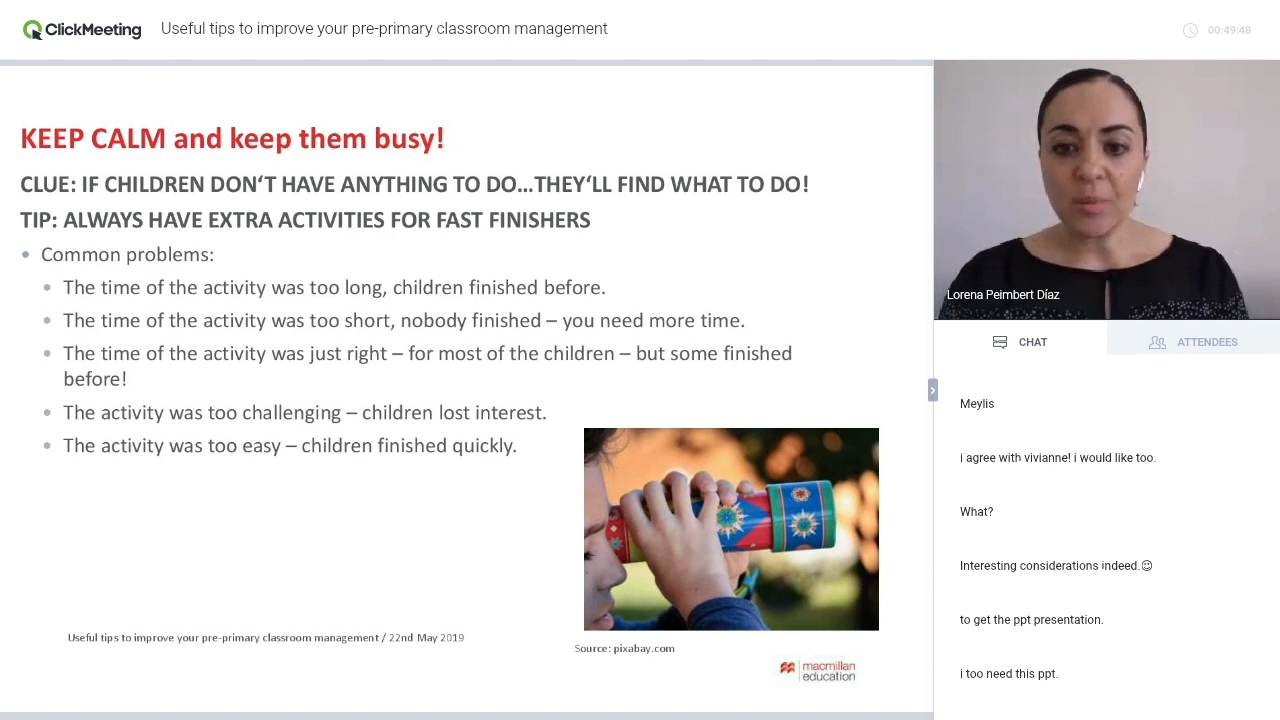 ClickMeeting
Useful tips to improve your pre-primary classroom management
00:49:48
KEEP CALM and keep them busy!
CLUE: IF CHILDREN DON‘T HAVE ANYTHING TO DO…THEY‘LL FIND WHAT TO DO!
TIP: ALWAYS HAVE EXTRA ACTIVITIES FOR FAST FINISHERS
• Common problems:
• The time of the activity was too long, children finished before.
• The time of the activity was too short, nobody finished – you need more time.
• The time of the activity was just right – for most of the children – but some finished
before!
• The activity was too challenging – children lost interest.
• The activity was too easy – children finished quickly.
Useful tips to improve your pre-primary classroom management / 22nd May 2019
Source: pixabay.com
macmillan
education
Lorena Peimbert Díaz
CHAT
ATTENDEES
Meylis
i agree with vivianne! i would like too.
What?
Interesting considerations indeed.😉
to get the ppt presentation.
i too need this ppt.